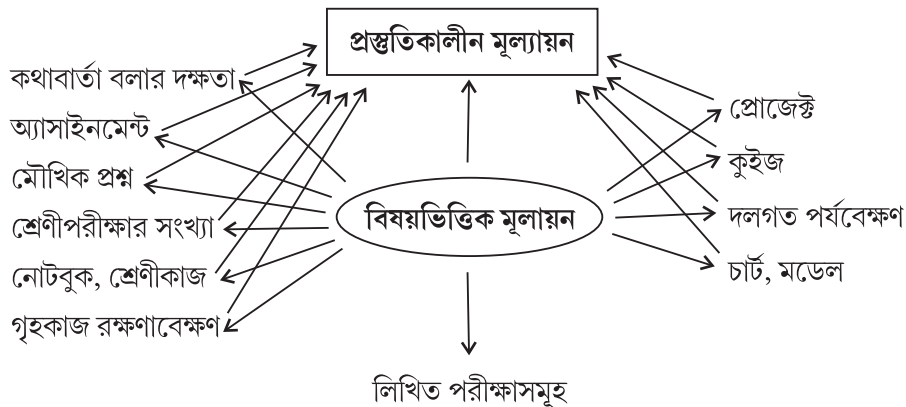 প্রস্তুতিকালীন মূল্যায়ন
কথাবার্তা বলার দক্ষতা
অ্যাসাইনমেন্ট
মৌখিক প্রশ্ন
শ্রেণীপরীক্ষার সংখ্যা
নোটবুক, শ্রেণীকাজ
গৃহকাজ রক্ষণাবেক্ষণ
বিষয়ভিত্তিক মূলায়ন
প্রোজেক্ট
কুইজ
দলগত পর্যবেক্ষণ
চার্ট, মডেল
লিখিত পরীক্ষাসমূহ